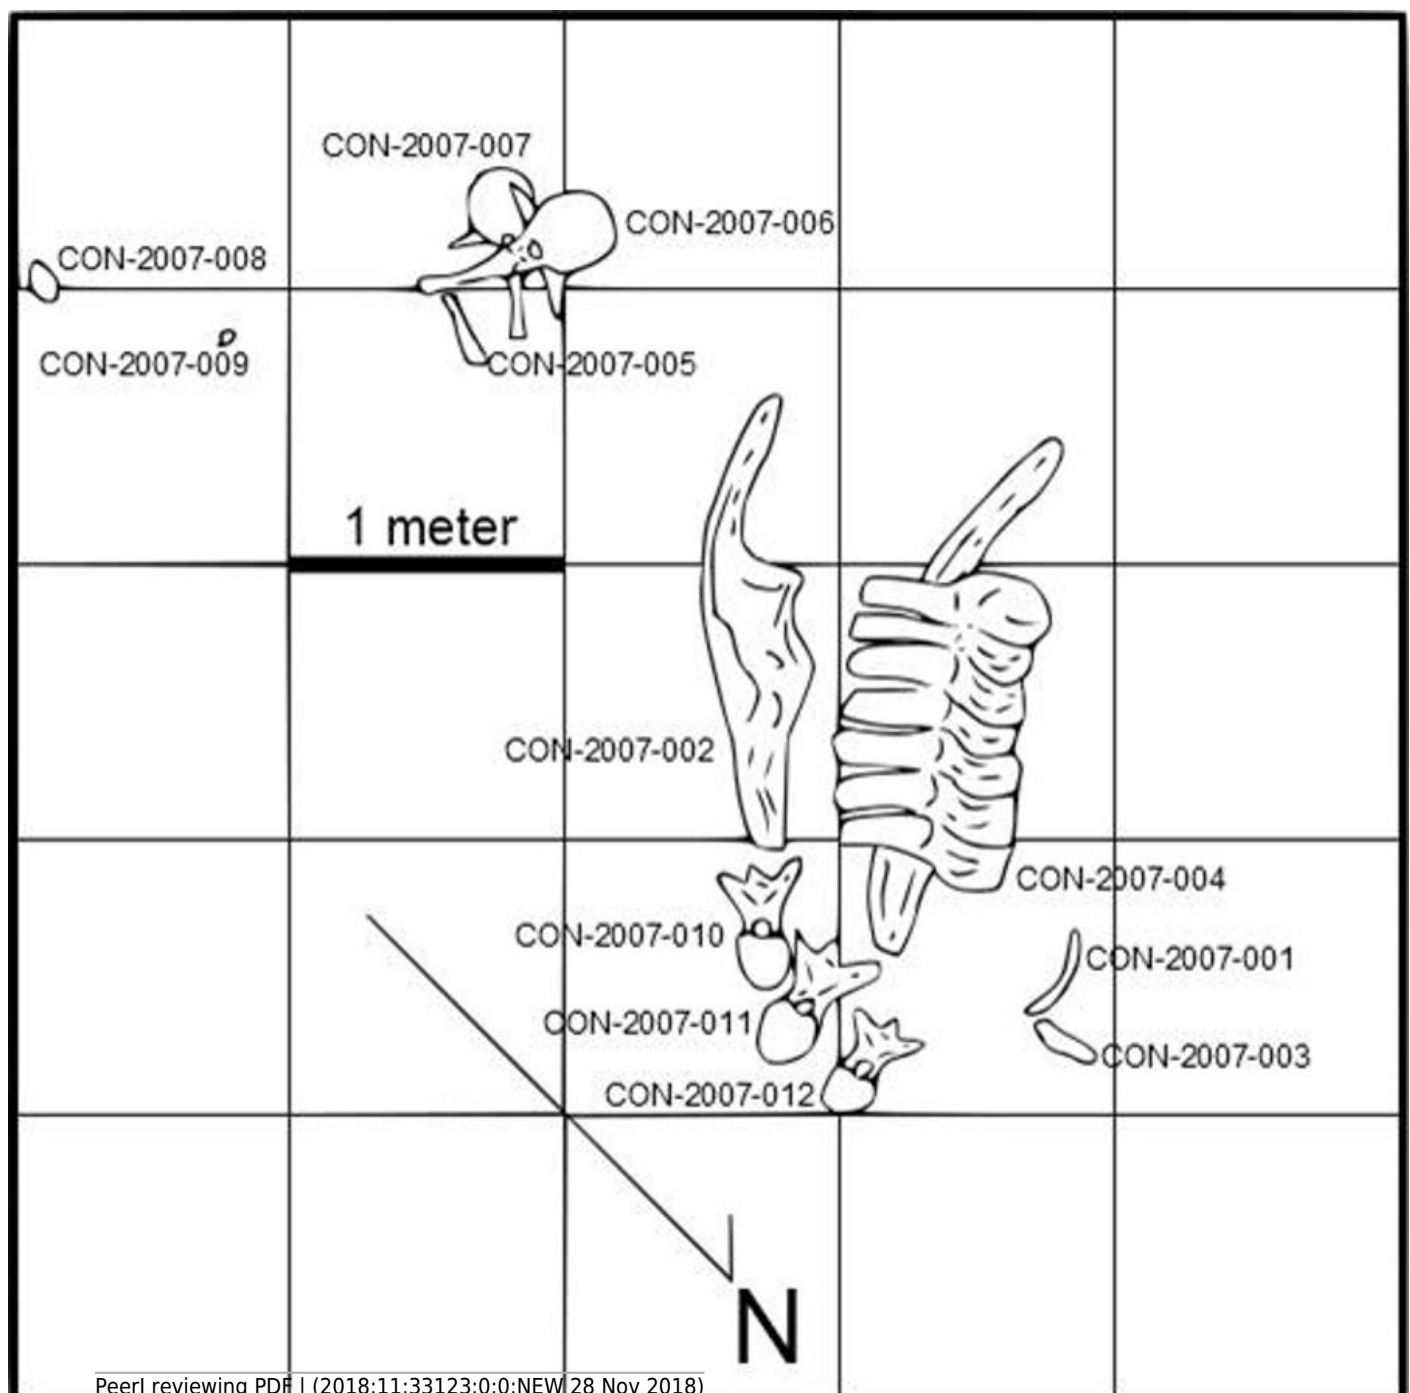 CON-2007-007
CON-2007-006
CON-2007-008
CON-2007-009
CON-2007-005
1 meter
CON-2007-002
CON-2007-004
CON-2007-010
CON-2007-001
CON-2007-011
CON-2007-003
CON-2007-012
N
PeerJ reviewing PDF | (2018:11:33123:0:0:NEW 28 Nov 2018)